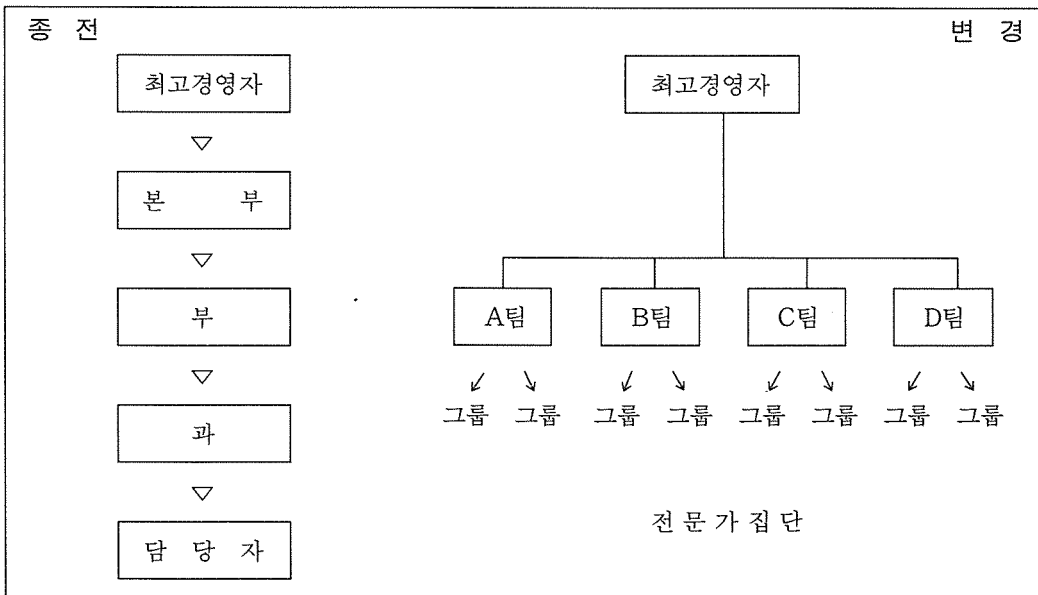 종 전
변 경
최고경영자
본 부
부
과
담 당 자
최고경영자
A팀 B팀 C팀 D팀
그룹 그룹 그룹 그룹 그룹 그룹 그룹 그룹
전 문 가 집 단